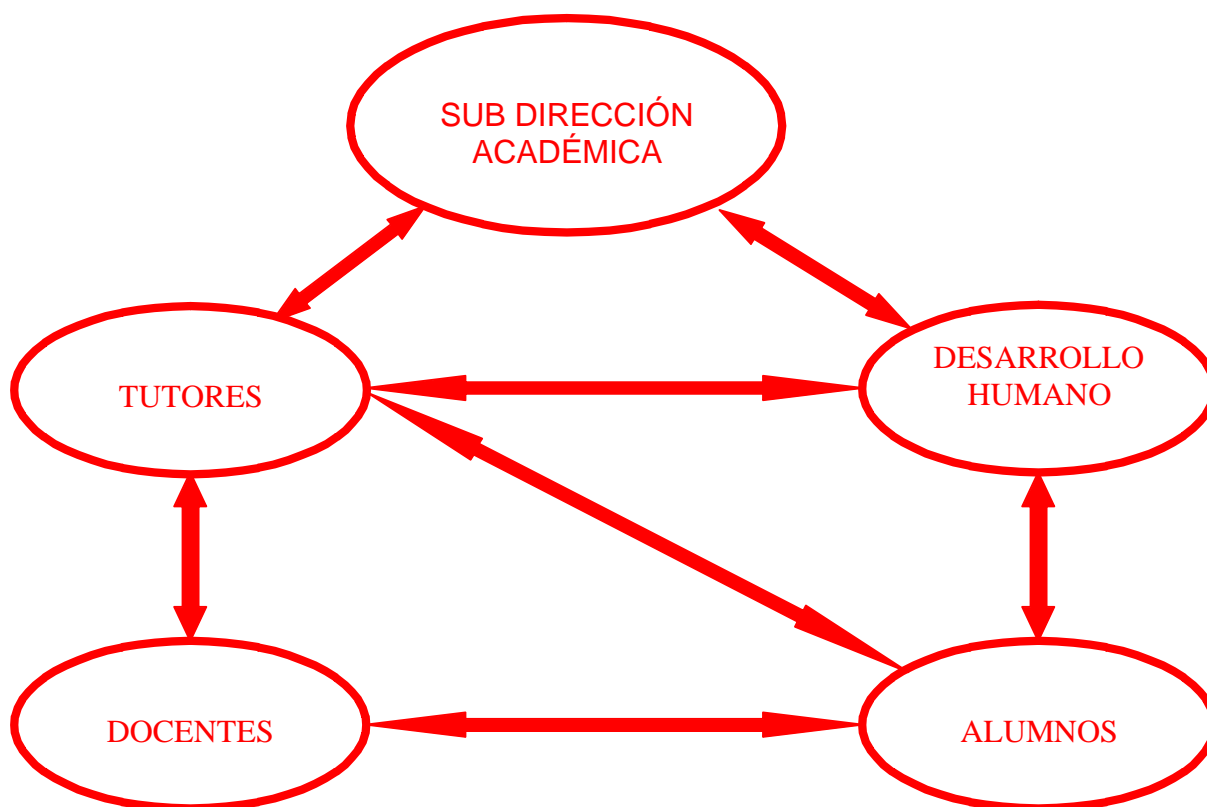 SUB DIRECCIÓN
ACADÉMICA
TUTORES
DESARROLLO
HUMANO
DOCENTES
ALUMNOS